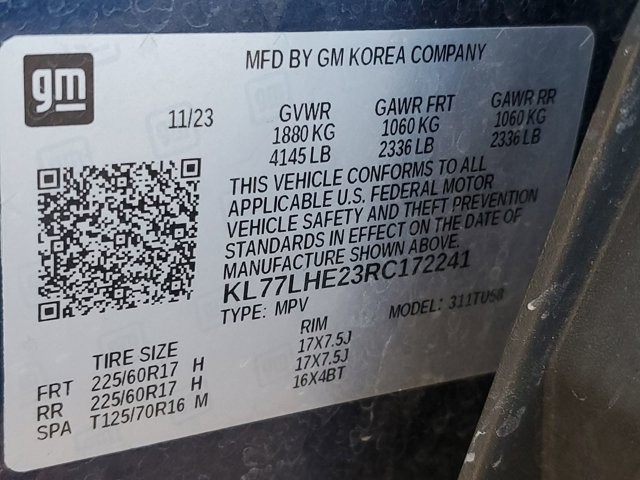 gm
MFD BY GM KOREA COMPANY
11/23 GVWR GAWR FRT GAWR RR
1880 KG 1060 KG 1060 KG
4145 LB 2336 LB 2336 LB
THIS VEHICLE CONFORMS TO ALL
APPLICABLE U.S. FEDERAL MOTOR
VEHICLE SAFETY AND THEFT PREVENTION
STANDARDS IN EFFECT ON THE DATE OF
MANUFACTURE SHOWN ABOVE.
KL77LHE23RC172241
TYPE: MPV MODEL: 311TU58
TIRE SIZE RIM
FRT 225/60R17 H 17X7.5J
RR 225/60R17 H 17X7.5J
SPA T125/70R16 M 16X4BT